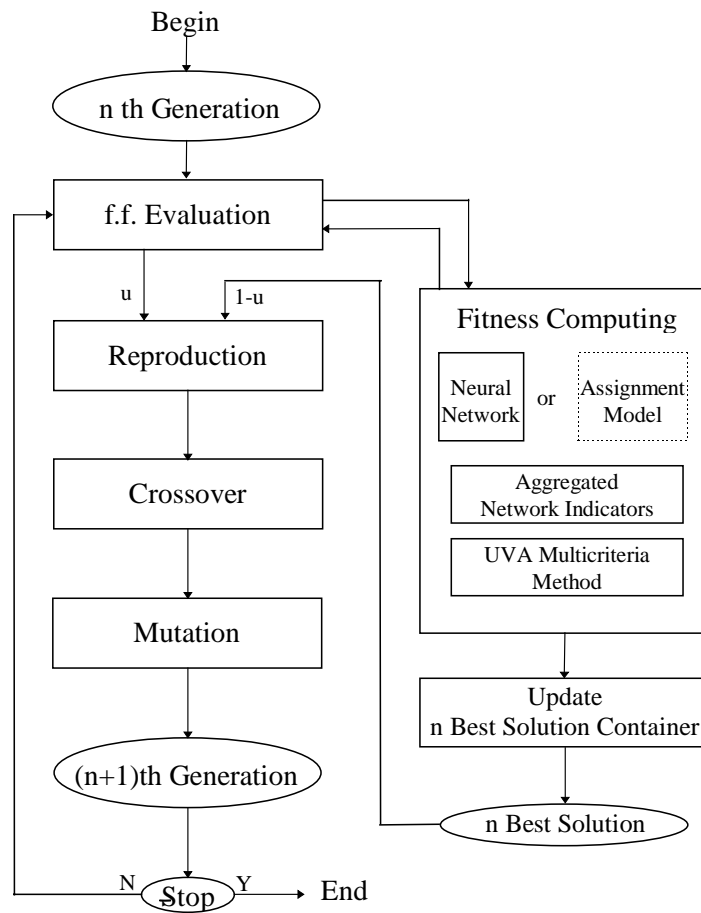 Begin
n th Generation
f.f. Evaluation
u
1-u
Reproduction
Crossover
Mutation
(n+1)th Generation
N
Stop
Y
End
Fitness Computing
Neural
Network
or
Assignment
Model
Aggregated
Network Indicators
UVA Multicriteria
Method
Update
n Best Solution Container
n Best Solution